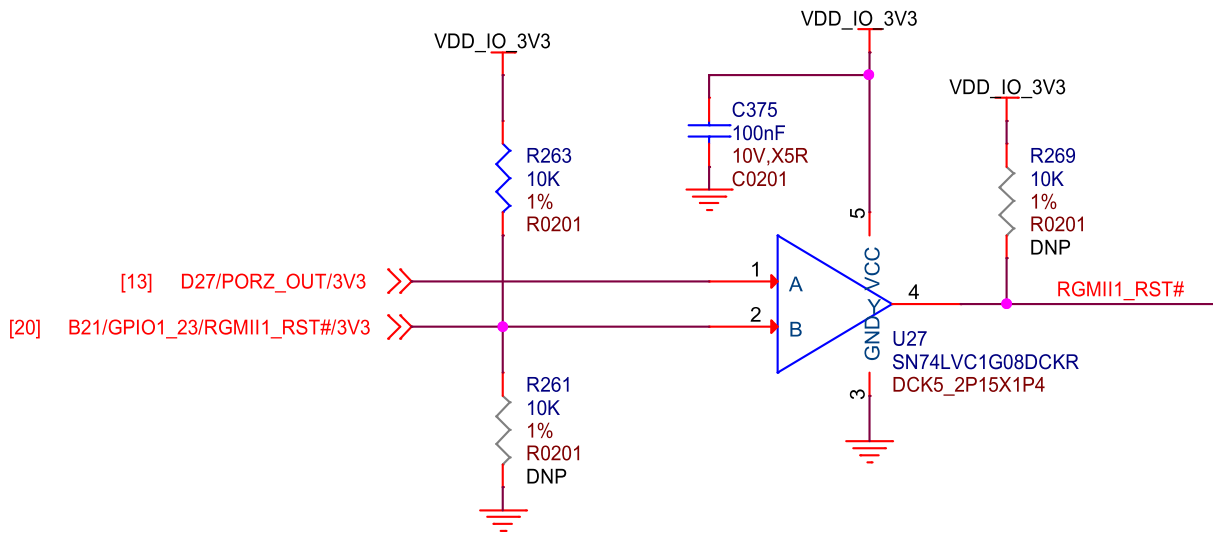 VDD_IO_3V3
VDD_IO_3V3
VDD_IO_3V3
C375
100nF
10V,X5R
C0201
R263
10K
1%
R0201
R269
10K
1%
R0201
DNP
5
VCC
[13] D27/PORZ_OUT/3V3
1
A
[20] B21/GPIO1_23/RGMII1_RST#/3V3
2
B
Y
4
RGMII1_RST#
GND
3
U27
SN74LVC1G08DCKR
DCK5_2P15X1P4
R261
10K
1%
R0201
DNP